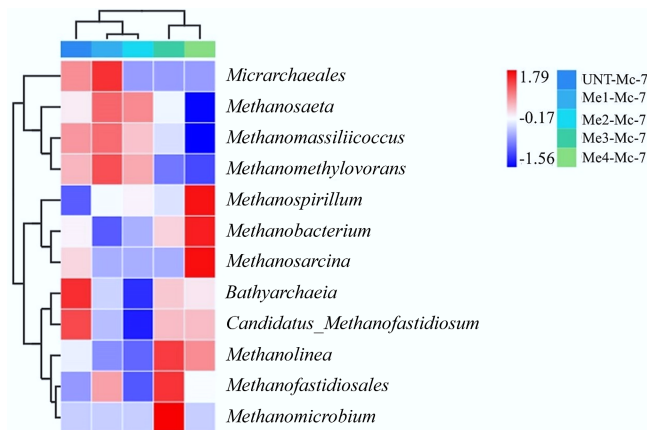 Micrarchaeales
Methanosaeta
Methanomassiliicoccus
Methanomethylovorans
Methanospirillum
Methanobacterium
Methanosarcina
Bathyarchaeia
Candidatus_Methanofastidiosum
Methanolinea
Methanofastidiosales
Methanomicrobium
1.79
-0.17
-1.56
UNT-Mc-7
Me1-Mc-7
Me2-Mc-7
Me3-Mc-7
Me4-Mc-7